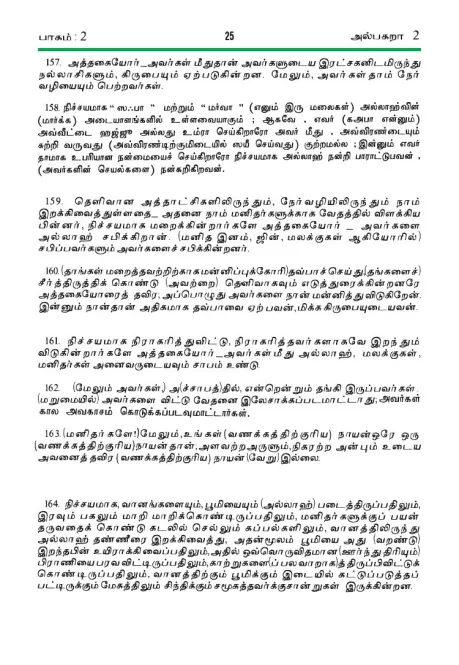 பாகம் : 2
25
அல்பகறா 2
157. அத்தகையோர்_அவர்கள் மீதுதான் அவர்களுடைய இரட்சகனிடமிருந்து
நல்லாசிகளும், கிருபையும் ஏற்படுகின்றன. மேலும், அவர்கள்தாம் நேர்
வழியையும் பெற்றவர்கள்.
158. நிச்சயமாக "ஸஃபா" மற்றும் "மர்வா" (எனும் இரு மலைகள்) அல்லாஹ்வின்
(மார்க்க) அடையாளங்களில் உள்ளவையாகும் ; ஆகவே , எவர் (கஅபா என்னும்)
அவ்வீட்டை ஹஜ்ஜு அல்லது உம்ரா செய்கிறாரோ அவர் மீது , அவ்விரண்டையும்
சுற்றி வருவது (அவ்விரண்டிற்குமிடையில் ஸயீ செய்வது) குற்றமல்ல ; இன்னும் எவர்
தாமாக உபரியான நன்மையைச் செய்கிறாரோ நிச்சயமாக அல்லாஹ் நன்றி பாராட்டுபவன் ,
(அவர்களின் செயல்களை) நன்கறிகிறவன்.
159. தெளிவான அத்தாட்சிகளிலிருந்தும், நேர்வழியிலிருந்தும் நாம்
இறக்கிவைத்துள்ளதை_ அதனை நாம் மனிதர்களுக்காக வேதத்தில் விளக்கிய
பின்னர், நிச்சயமாக மறைக்கின்றார்களே அத்தகையோர் _ அவர்களை
அல்லாஹ் சபிக்கிறான். (மனித இனம், ஜின், மலக்குகள் ஆகியோரில்)
சபிப்பவர்களும் அவர்களைச் சபிக்கின்றனர்.
160. (தாங்கள் மறைத்தவற்றிற்காக மன்னிப்புக்கோரி) தவ்பாச் செய்து (தங்களைச்)
சீர்த்திருத்திக் கொண்டு (அவற்றை) தெளிவாகவும் எடுத்துரைக்கின்றனரே
அத்தகையோரைத் தவிர, அப்பொழுது அவர்களை நான் மன்னித்து விடுகிறேன்.
இன்னும் நான்தான் அதிகமாக தவ்பாவை ஏற்பவன், மிக்க கிருபையுடையவன்.
161. நிச்சயமாக நிராகரித்துவிட்டு, நிராகரித்தவர்களாகவே இறந்தும்
விடுகின்றார்களே அத்தகையோர்_அவர்கள் மீது அல்லாஹ், மலக்குகள்,
மனிதர்கள் அனைவருடையவும் சாபம் உண்டு.
162. (மேலும் அவர்கள்,) அ(ச்சாபத்)தில், என்றென்றும் தங்கி இருப்பவர்கள் .
(மறுமையில்) அவர்களை விட்டு வேதனை இலேசாக்கப்படமாட்டாது; அவர்கள்
கால அவகாசம் கொடுக்கப்படவுமாட்டார்கள்.
163. (மனிதர்களே!) மேலும், உங்கள் (வணக்கத்திற்குரிய) நாயன் ஒரே ஒரு
(வணக்கத்திற்குரிய) நாயன் தான், அளவற்ற அருளும், நிகரற்ற அன்பும் உடைய
அவனைத் தவிர (வணக்கத்திற்குரிய) நாயன் (வேறு) இல்லை.
164. நிச்சயமாக, வானங்களையும், பூமியையும் (அல்லாஹ்) படைத்திருப்பதிலும்,
இரவும் பகலும் மாறி மாறிக்கொண்டிருப்பதிலும், மனிதர்களுக்குப் பயன்
தருவதைக் கொண்டு கடலில் செல்லும் கப்பல்களிலும், வானத்திலிருந்து
அல்லாஹ் தண்ணீரை இறக்கிவைத்து, அதன்மூலம் பூமியை அது (வறண்டு)
இறந்தபின் உயிராக்கிவைப்பதிலும், அதில் ஒவ்வொருவிதமான (ஊர்ந்து திரியும்)
பிராணியை பரவவிட்டிருப்பதிலும், காற்றுகளை(ப் பலவாறாக)த் திருப்பிவிட்டுக்
கொண்டிருப்பதிலும், வானத்திற்கும் பூமிக்கும் இடையில் கட்டுப்படுத்தப்
பட்டிருக்கும் மேகத்திலும் சிந்திக்கும் சமூகத்தவர்க்கு சான்றுகள் இருக்கின்றன.